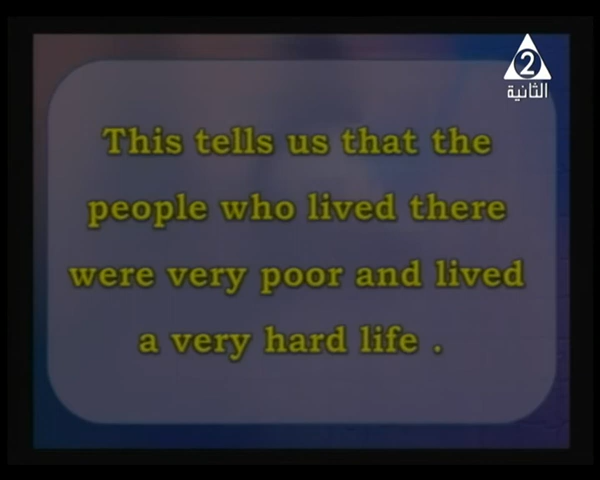 2
الثانية
This tells us that the
people who lived there
were very poor and lived
a very hard life .